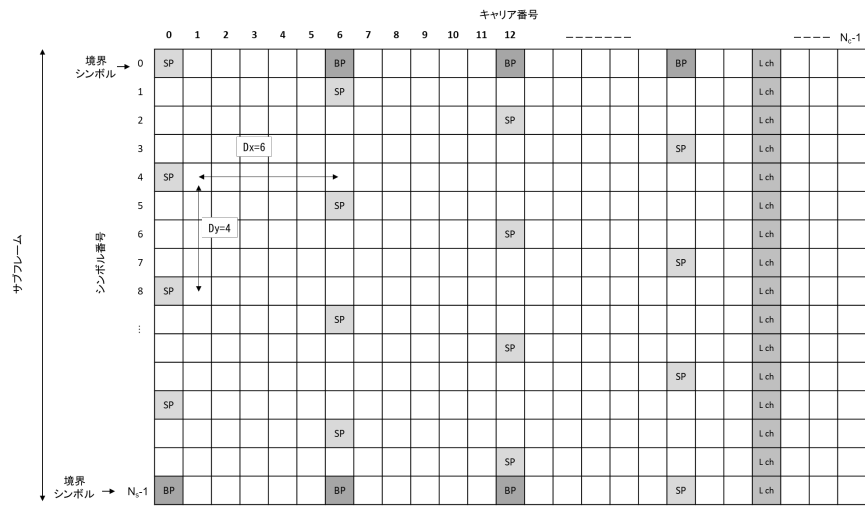 キャリア番号
0 1 2 3 4 5 6 7 8 9 10 11 12 ------- ---- Nc-1
境界シンボル → 0 SP BP BP BP L ch
1 SP L ch
2 SP L ch
3 Dx=6 SP L ch
4 SP L ch
5 SP L ch
6 Dy=4 SP L ch
7 SP L ch
8 SP L ch
… SP L ch
SP L ch
SP L ch
SP L ch
SP L ch
SP L ch
境界シンボル → Ns-1 BP BP BP SP L ch
サブフレーム
シンボル番号